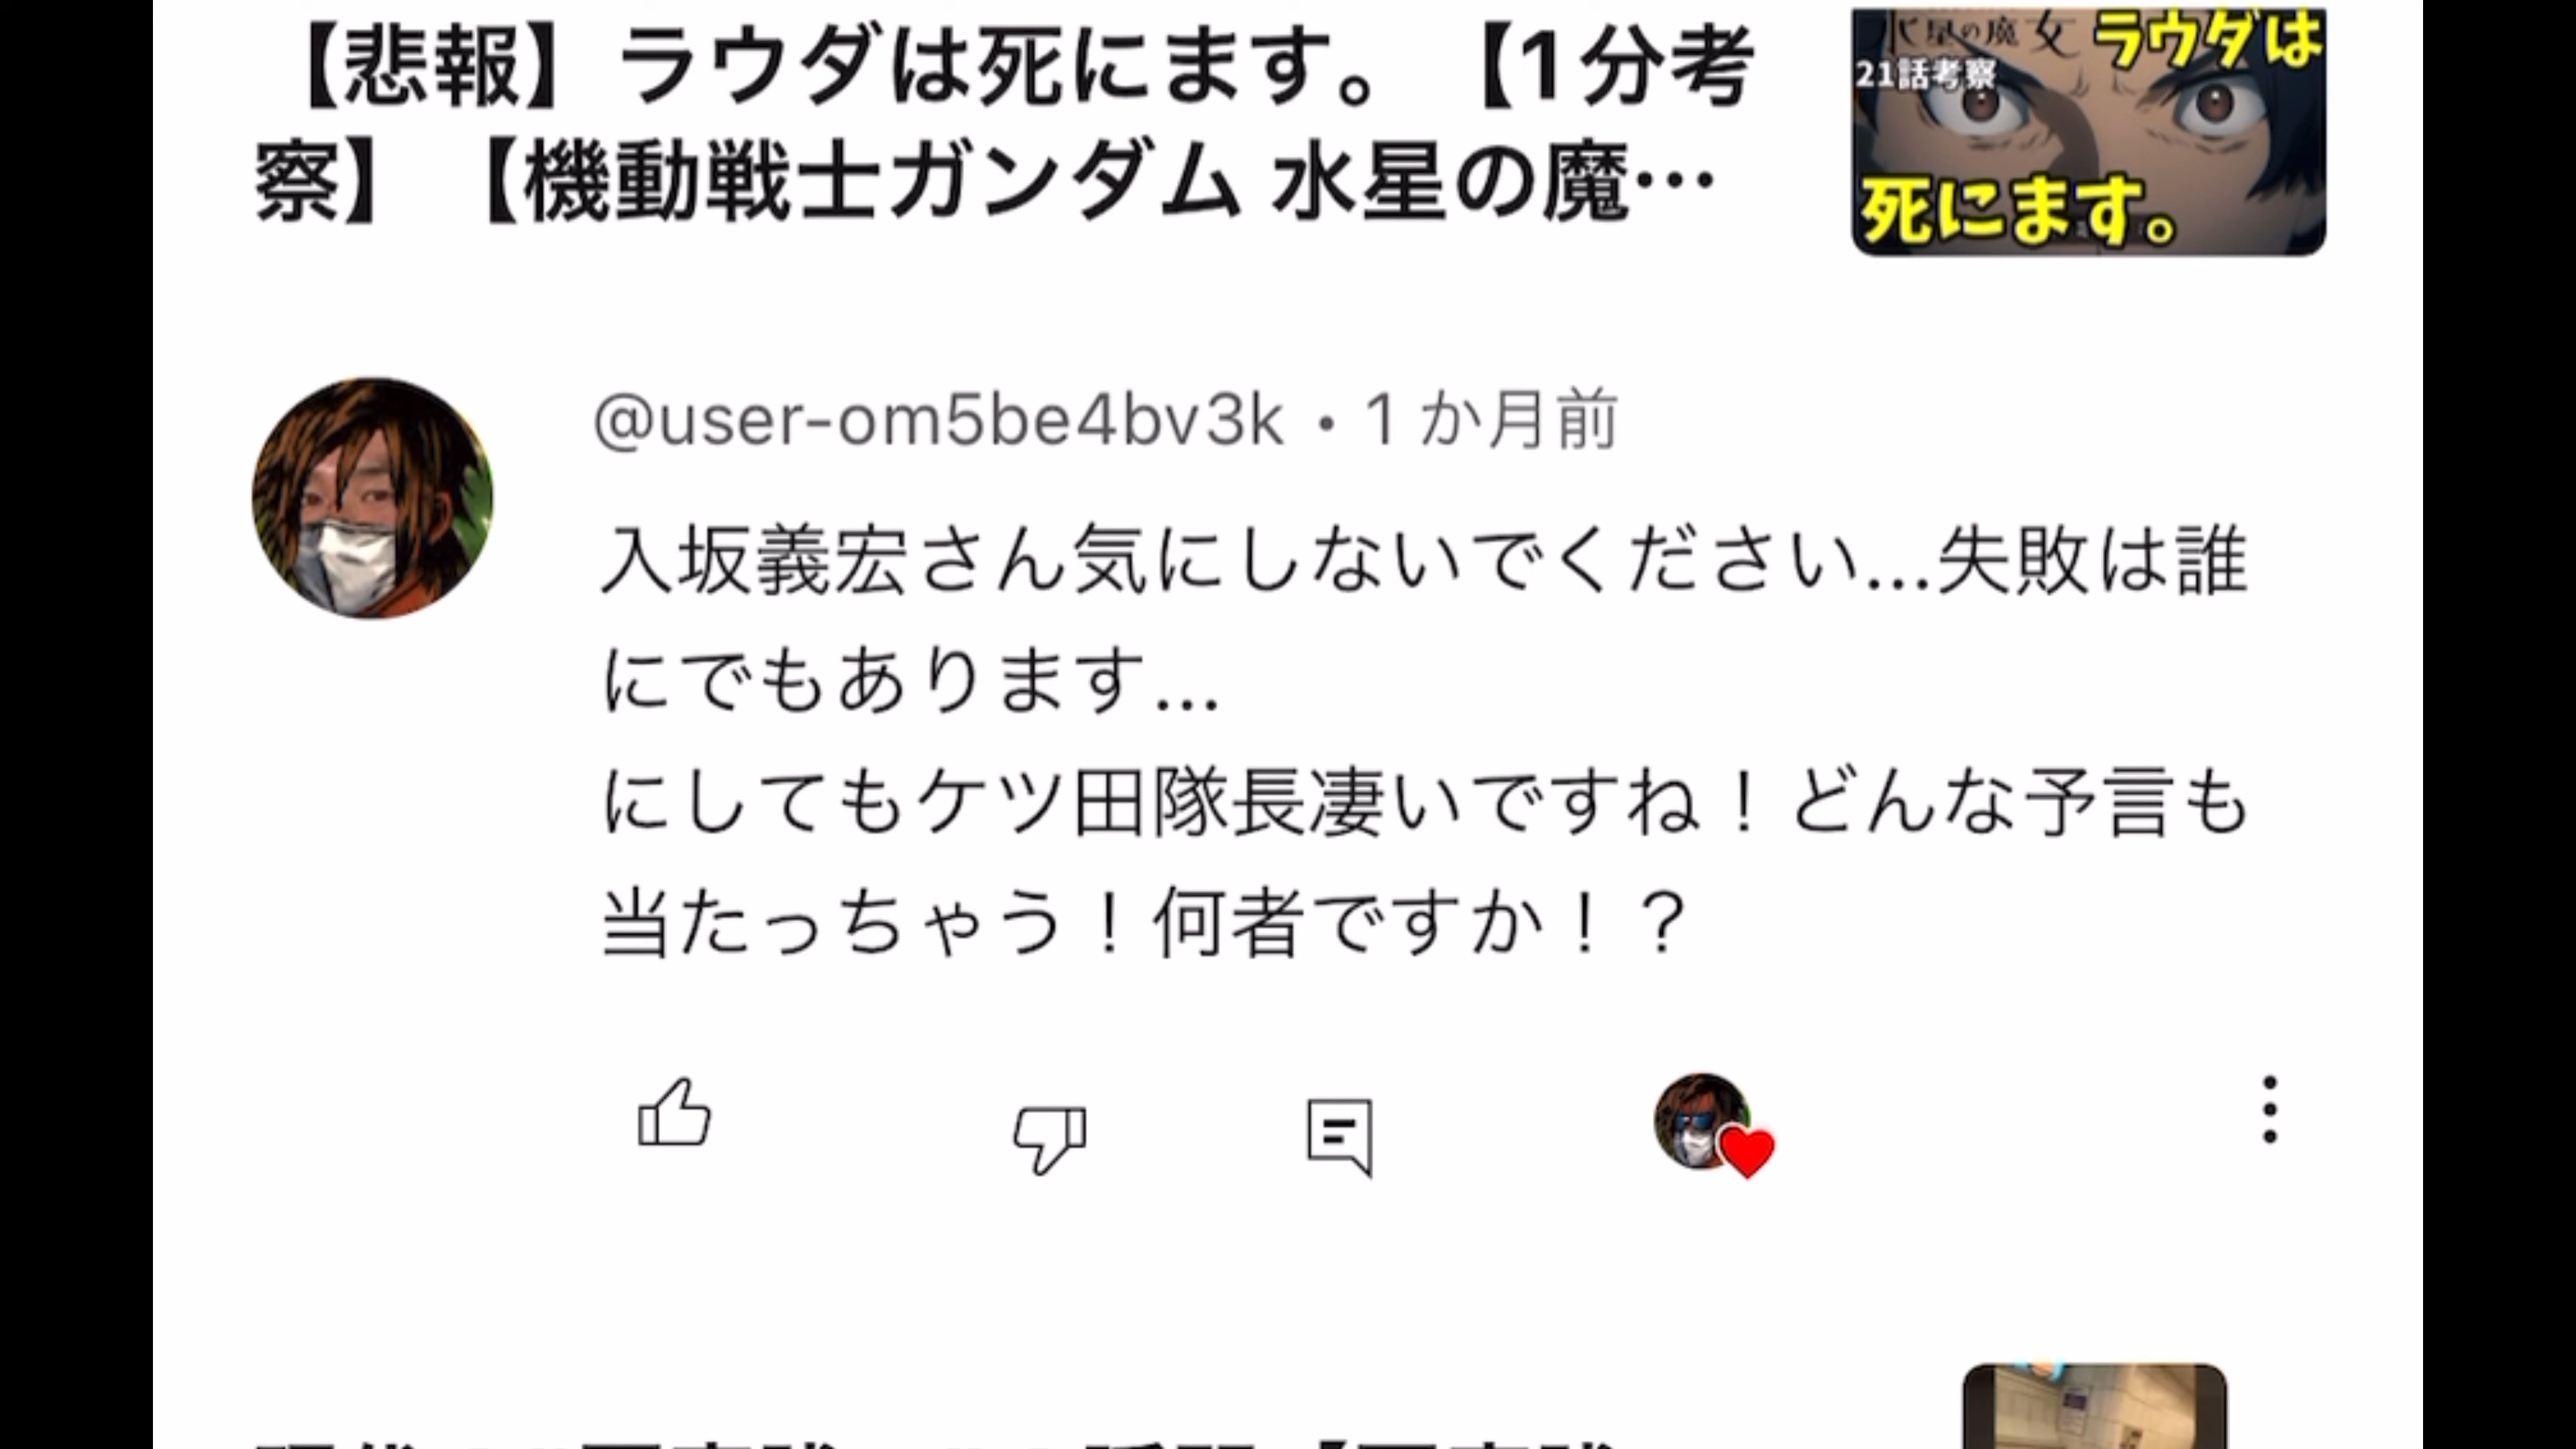 【悲報】ラウダは死にます。【1分考
察】【機動戦士ガンダム 水星の魔…
水星の魔女
ラウダは
21話考察
死にます。
@user-om5be4bv3k・1 か月前
入坂義宏さん気にしないでください...失敗は誰
にでもあります...
にしてもケツ田隊長凄いですね！どんな予言も
当たっちゃう！何者ですか！？